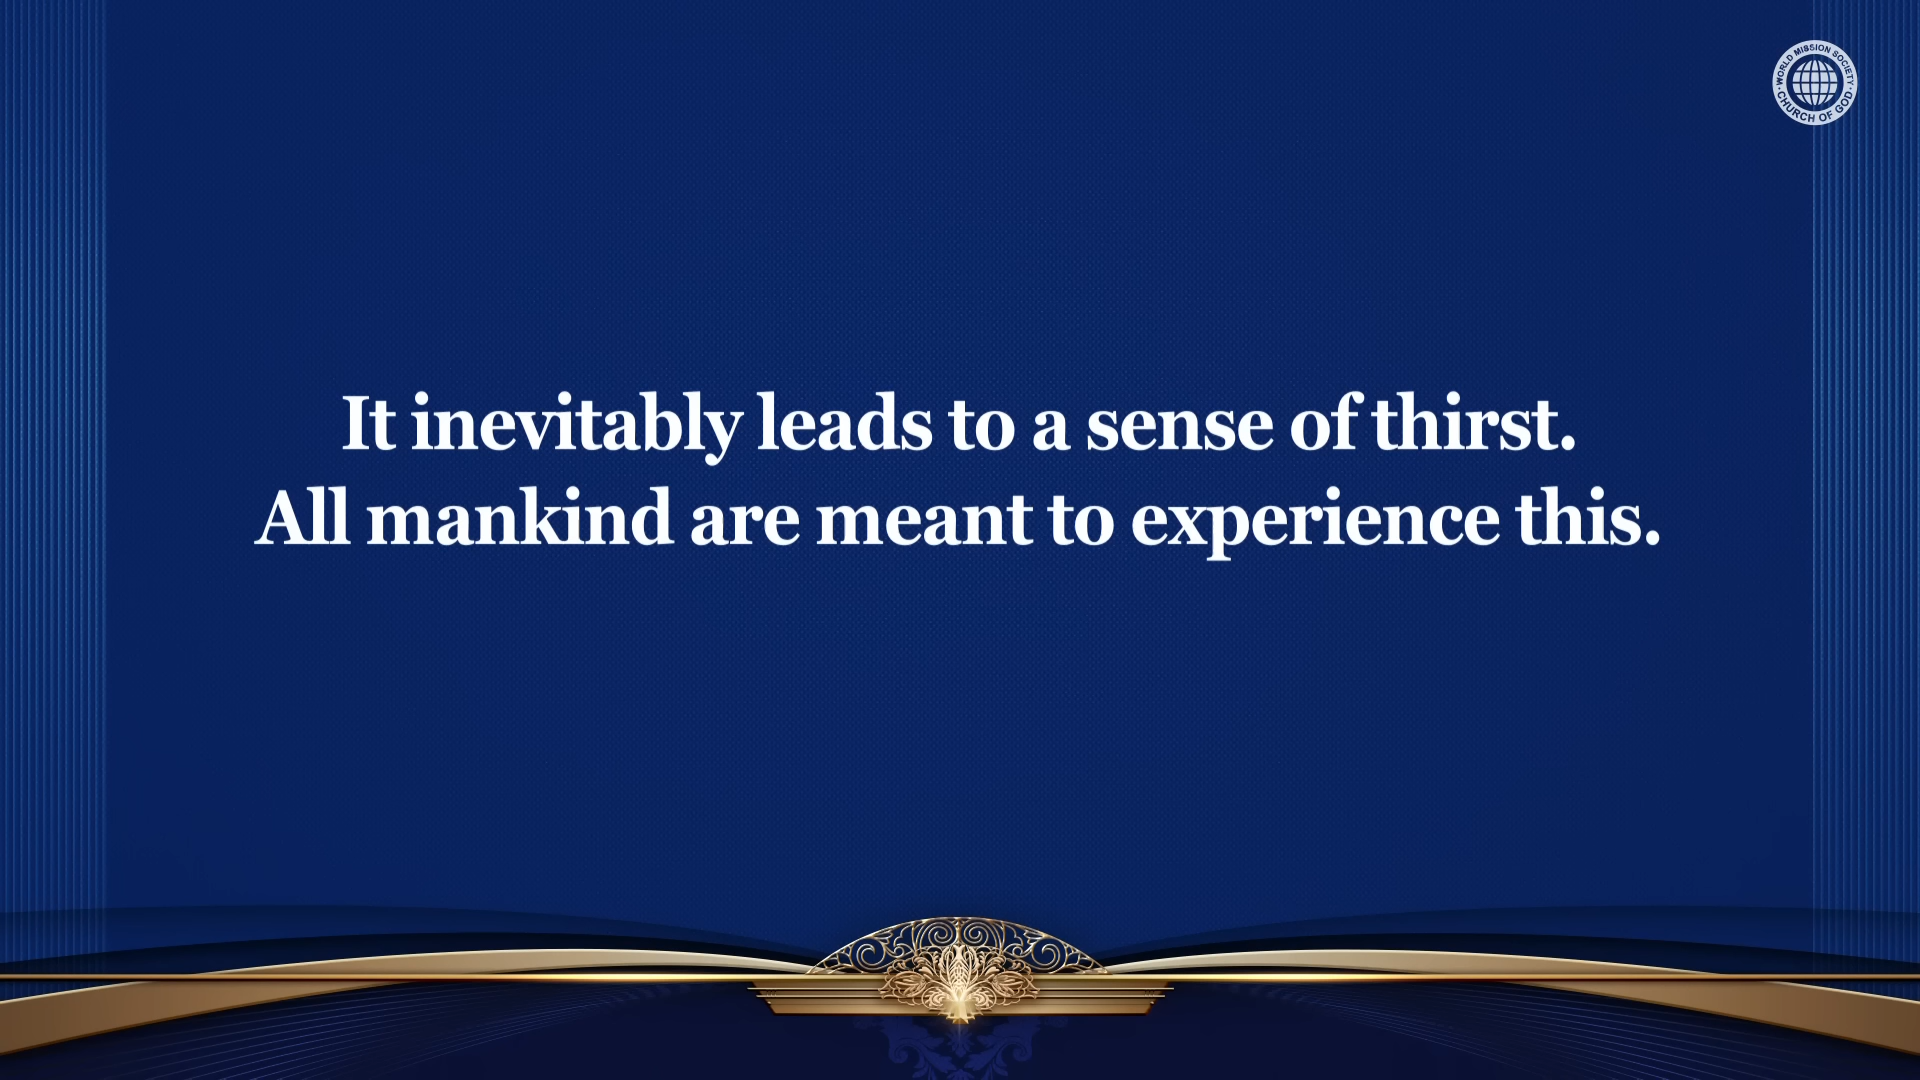 WORLD MISSION SOCIETY
CHURCH OF GOD
It inevitably leads to a sense of thirst.
All mankind are meant to experience this.